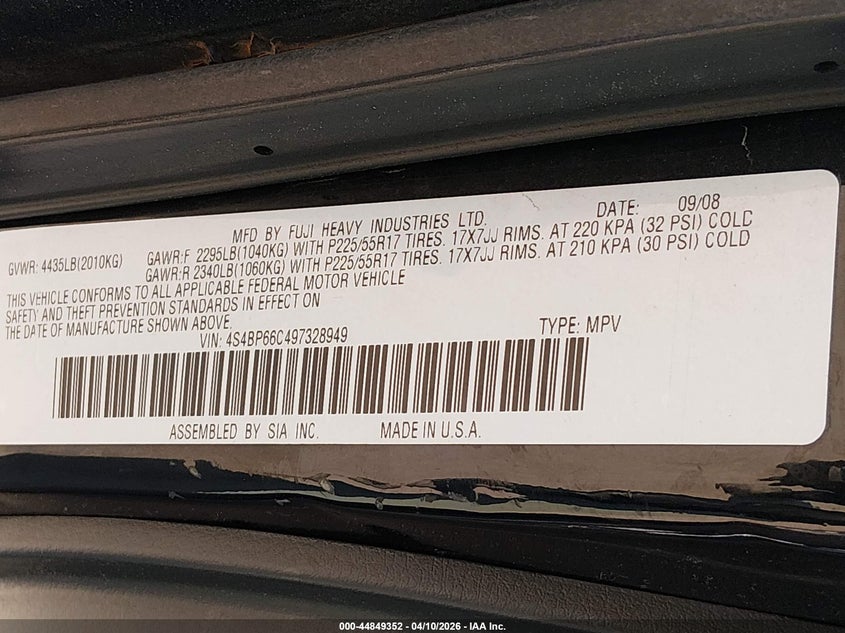 MFD. BY FUJI HEAVY INDUSTRIES LTD. DATE: 09/08
GVWR: 4435LB(2010KG) GAWR:F 2295LB(1040KG) WITH P225/55R17 TIRES. 17X7JJ RIMS. AT 220 KPA (32 PSI) COLD
GAWR:R 2340LB(1060KG) WITH P225/55R17 TIRES. 17X7JJ RIMS. AT 210 KPA (30 PSI) COLD
THIS VEHICLE CONFORMS TO ALL APPLICABLE FEDERAL MOTOR VEHICLE
SAFETY AND THEFT PREVENTION STANDARDS IN EFFECT ON
THE DATE OF MANUFACTURE SHOWN ABOVE.
VIN: 4S4BP66C497328949 TYPE: MPV
ASSEMBLED BY SIA INC. MADE IN U.S.A.
000-44849352 - 04/10/2026 - IAA Inc.